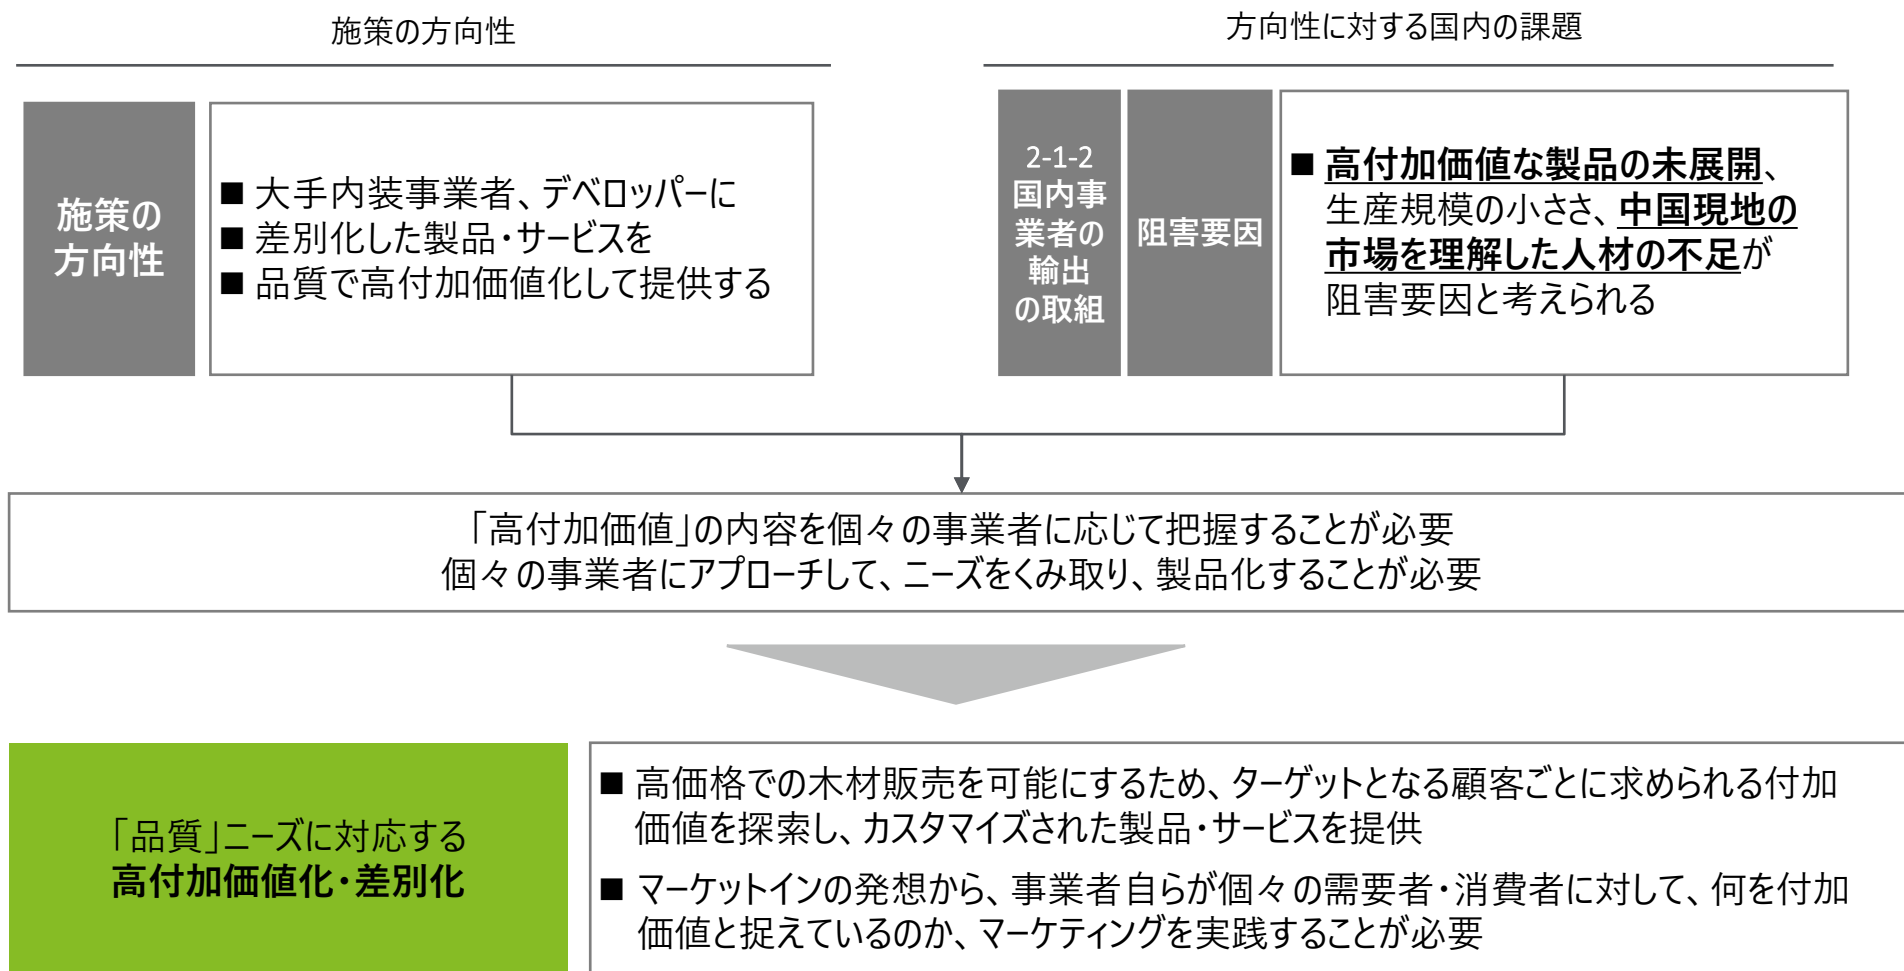 施策の方向性
方向性に対する国内の課題
施策の
方向性
■ 大手内装事業者、デベロッパーに
■ 差別化した製品・サービスを
■ 品質で高付加価値化して提供する
2-1-2
国内事
業者の
輸出
の取組
阻害要因
■ 高付加価値な製品の未展開、
生産規模の小ささ、中国現地の
市場を理解した人材の不足が
阻害要因と考えられる
「高付加価値」の内容を個々の事業者に応じて把握することが必要
個々の事業者にアプローチして、ニーズをくみ取り、製品化することが必要
「品質」ニーズに対応する
高付加価値化・差別化
■ 高価格での木材販売を可能にするため、ターゲットとなる顧客ごとに求められる付加
価値を探索し、カスタマイズされた製品・サービスを提供
■ マーケットインの発想から、事業者自らが個々の需要者・消費者に対して、何を付加
価値と捉えているのか、マーケティングを実践することが必要